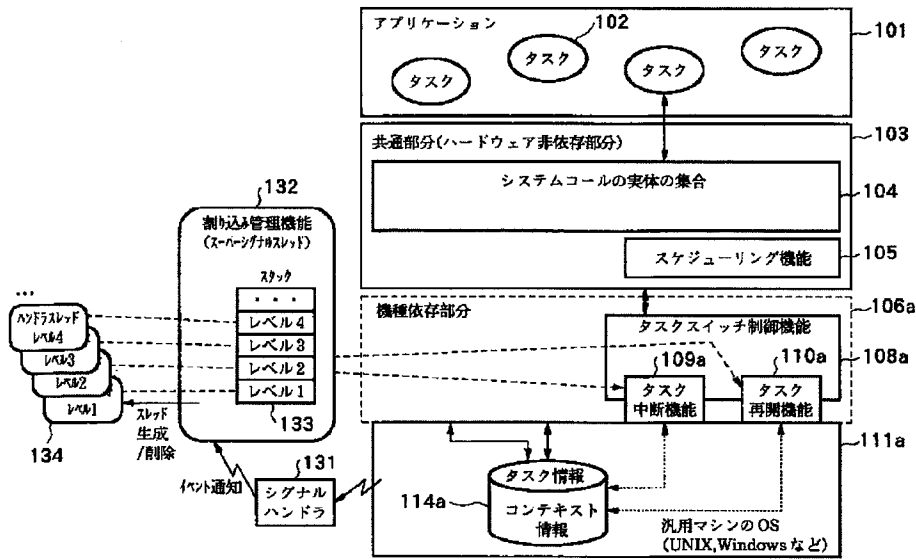 アプリケーション
102
101
タスク
タスク
タスク
タスク
共通部分(ハードウェア非依存部分)
103
システムコールの実体の集合
104
スケジューリング機能
105
132
割り込み管理機能
(スーパーシグナルスレッド)
スタック
・・・
レベル4
レベル3
レベル2
レベル1
133
...
ハンドラスレッド
レベル4
レベル3
レベル2
レベル1
134
スレッド
生成
/削除
機種依存部分
106a
タスクスイッチ制御機能
108a
109a
110a
タスク
中断機能
タスク
再開機能
111a
131
イベント通知
シグナル
ハンドラ
114a
タスク情報
コンテキスト
情報
汎用マシンのOS
(UNIX,Windowsなど)